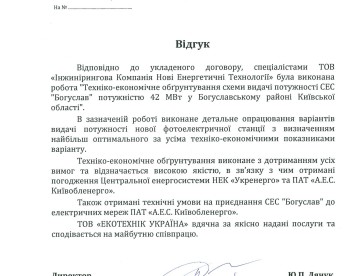 На №
Відгук
Відповідно до укладеного договору, спеціалістами ТОВ
«Інжинірингова Компанія Нові Енергетичні Технології» була виконана
робота "Техніко-економічне обґрунтування схеми видачі потужності СЕС
"Богуслав" потужністю 42 МВт у Богуславському районі Київської
області".
В зазначеній роботі виконане детальне опрацювання варіантів
видачі потужності нової фотоелектричної станції з визначенням
найбільш оптимального за усіма техніко-економічними показниками
варіанту.
Техніко-економічне обґрунтування виконане з дотриманням усіх
вимог та відзначається високою якістю, в зв'язку з чим отримані
погодження Центральної енергосистеми НЕК «Укренерго» та ПАТ «А.Е.С.
Київобленерго».
Також отримані технічні умови на приєднання СЕС "Богуслав" до
електричних мереж ПАТ «А.Е.С. Київобленерго».
ТОВ «ЕКОТЕХНІК УКРАЇНА» вдячна за якісно надані послуги та
сподівається на майбутню співпрацю.
Директор